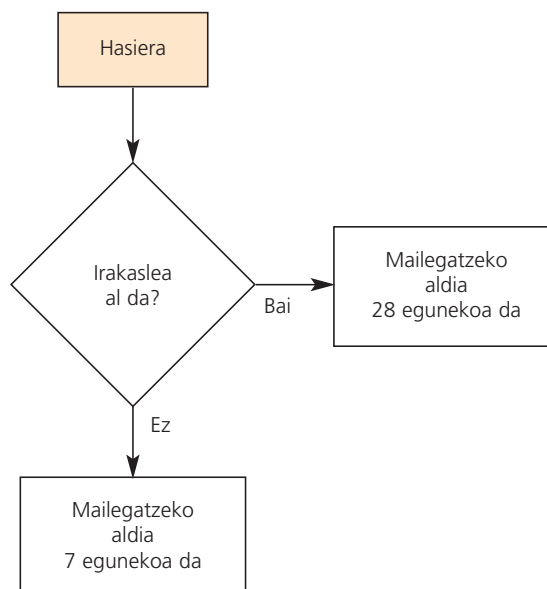 Hasiera
Irakaslea
al da?
Bai
Mailegatzeko
aldia
28 egunekoa da
Ez
Mailegatzeko
aldia
7 egunekoa da